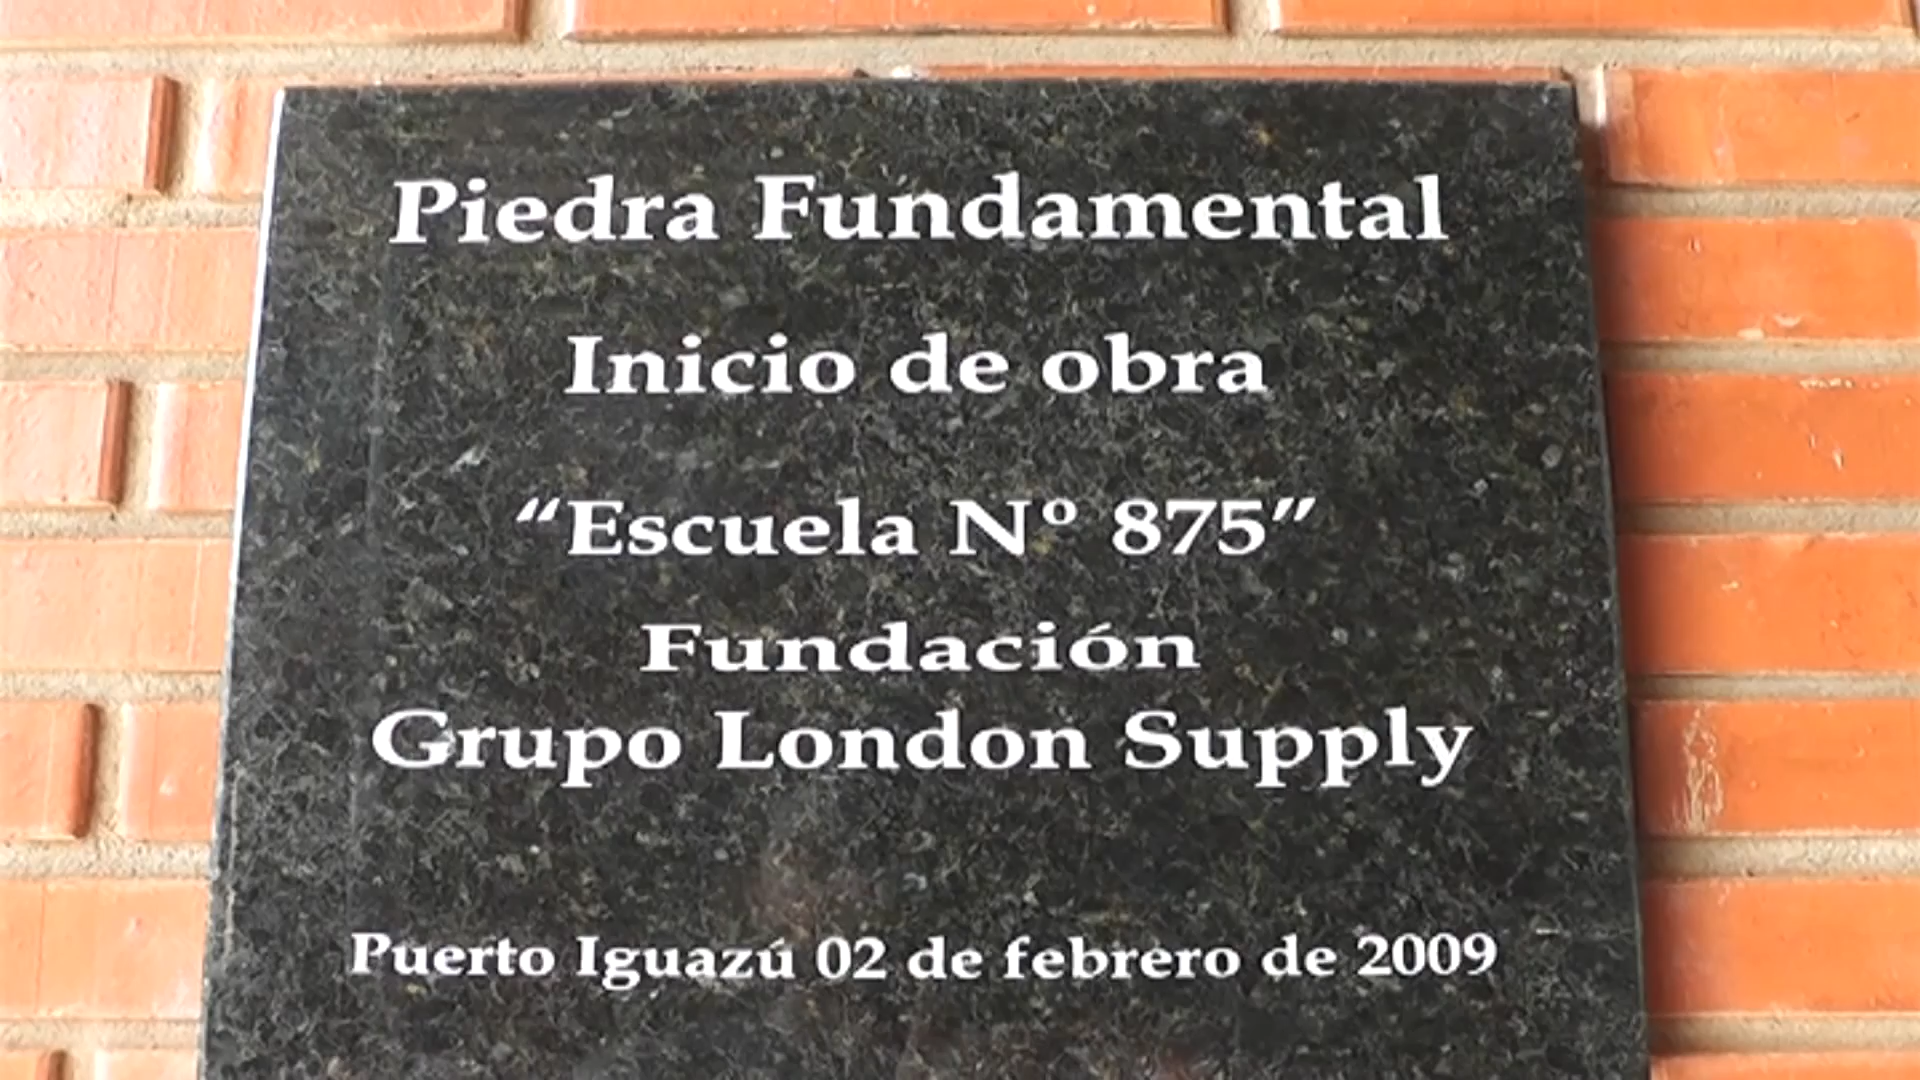 Piedra Fundamental
Inicio de obra
“Escuela Nº 875”
Fundación
Grupo London Supply
Puerto Iguazú 02 de febrero de 2009